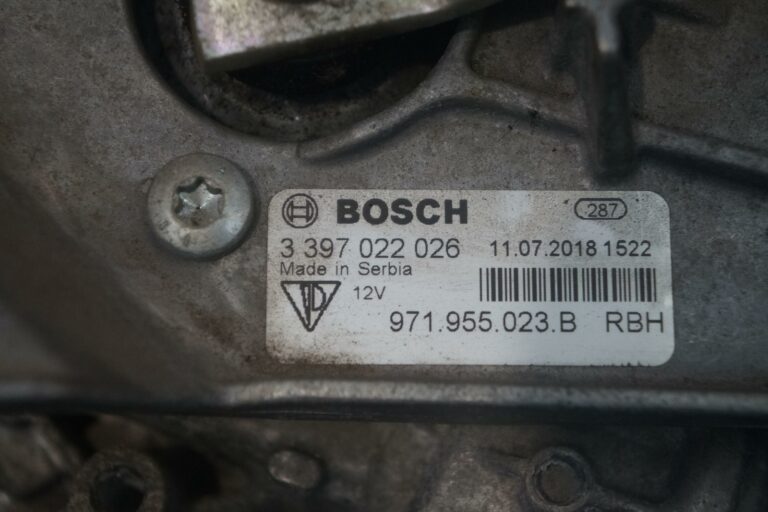 BOSCH 287
3 397 022 026 11.07.2018 1522
Made in Serbia
12V
971.955.023.B RBH